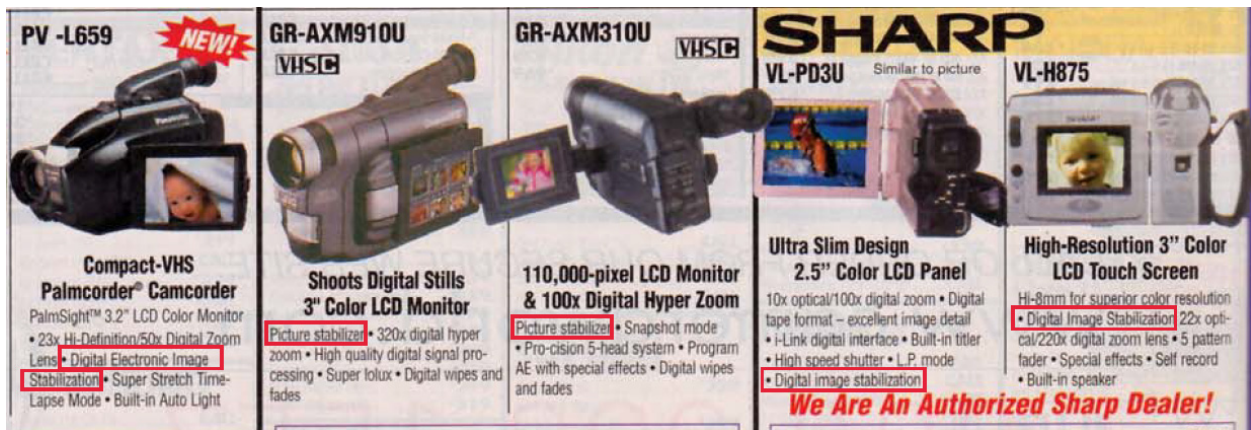 PV -L659
NEW!
Panasonic
Compact-VHS
Palmcorder® Camcorder
PalmSight™ 3.2" LCD Color Monitor
• 23x Hi-Definition/50x Digital Zoom
Lens • Digital Electronic Image
Stabilization • Super Stretch Time-
Lapse Mode • Built-in Auto Light
GR-AXM910U
VHS C
Shoots Digital Stills
3" Color LCD Monitor
Picture stabilizer • 320x digital hyper
zoom • High quality digital signal pro-
cessing • Super lolux • Digital wipes and
fades
GR-AXM310U
VHS C
110,000-pixel LCD Monitor
& 100x Digital Hyper Zoom
Picture stabilizer • Snapshot mode
• Pro-cision 5-head system • Program
AE with special effects • Digital wipes
and fades
SHARP
VL-PD3U
Similar to picture
Ultra Slim Design
2.5" Color LCD Panel
10x optical/100x digital zoom • Digital
tape format – excellent image detail
• i-Link digital interface • Built-in titler
• High speed shutter • L.P. mode
• Digital image stabilization
VL-H875
SHARP
High-Resolution 3" Color
LCD Touch Screen
Hi-8mm for superior color resolution
• Digital Image Stabilization 22x opti-
cal/220x digital zoom lens • 5 pattern
fader • Special effects • Self record
• Built-in speaker
We Are An Authorized Sharp Dealer!